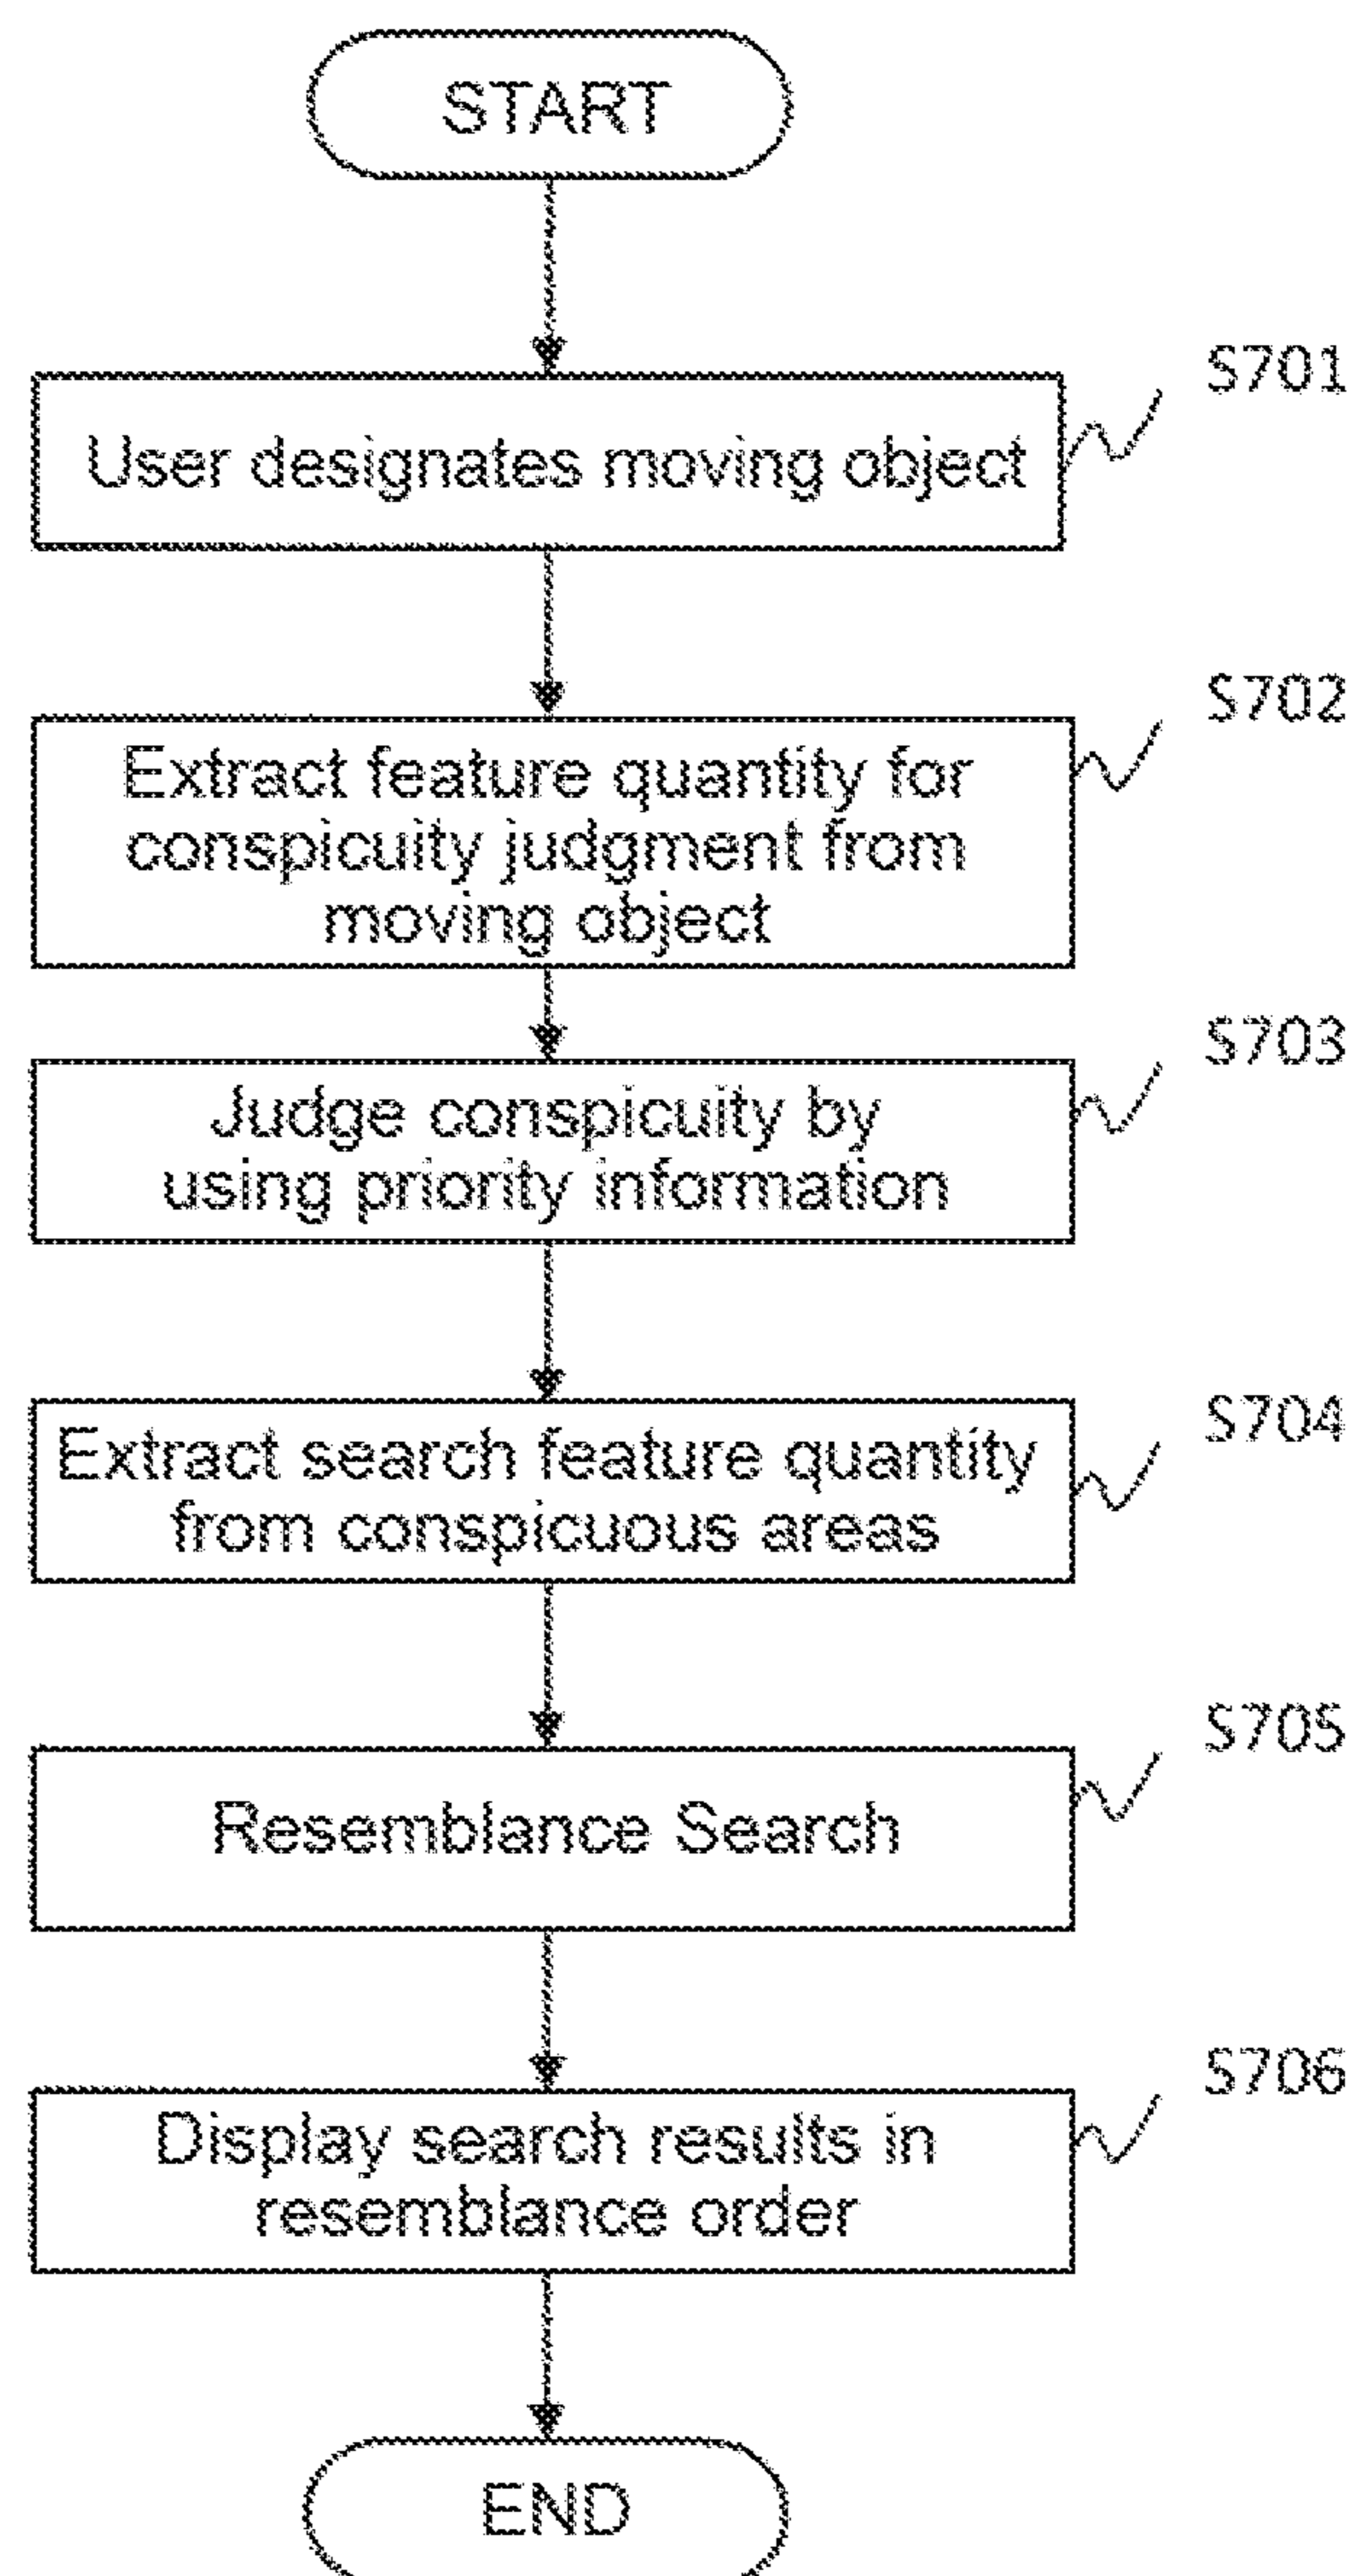 START
S701
User designates moving object
S702
Extract feature quantity for
conspicuity judgment from
moving object
S703
Judge conspicuity by
using priority information
S704
Extract search feature quantity
from conspicuous areas
S705
Resemblance Search
S706
Display search results in
resemblance order
END